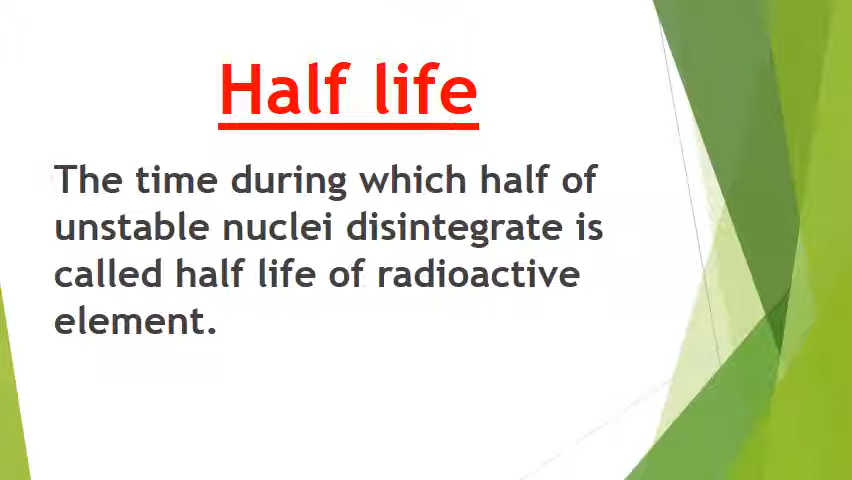 Half life
The time during which half of
unstable nuclei disintegrate is
called half life of radioactive
element.